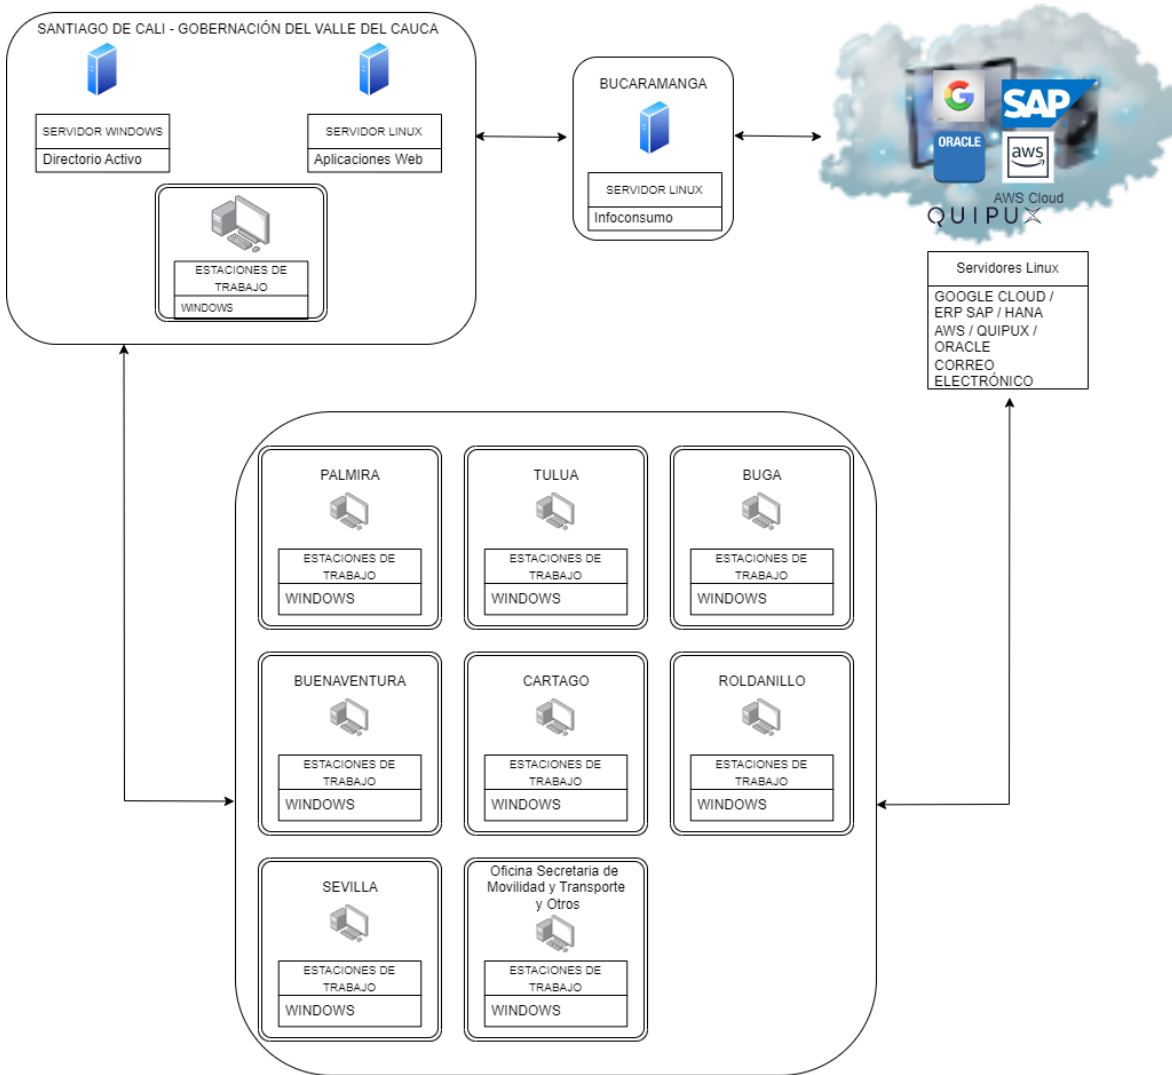 SANTIAGO DE CALI - GOBERNACIÓN DEL VALLE DEL CAUCA
SERVIDOR WINDOWS
Directorio Activo
SERVIDOR LINUX
Aplicaciones Web
ESTACIONES DE
TRABAJO
WINDOWS
BUCARAMANGA
SERVIDOR LINUX
Infoconsumo
G
SAP
ORACLE
aws
AWS Cloud
QUIPUX
Servidores Linux
GOOGLE CLOUD /
ERP SAP / HANA
AWS / QUIPUX /
ORACLE
CORREO
ELECTRÓNICO
PALMIRA
ESTACIONES DE
TRABAJO
WINDOWS
TULUA
ESTACIONES DE
TRABAJO
WINDOWS
BUGA
ESTACIONES DE
TRABAJO
WINDOWS
BUENAVENTURA
ESTACIONES DE
TRABAJO
WINDOWS
CARTAGO
ESTACIONES DE
TRABAJO
WINDOWS
ROLDANILLO
ESTACIONES DE
TRABAJO
WINDOWS
SEVILLA
ESTACIONES DE
TRABAJO
WINDOWS
Oficina Secretaria de
Movilidad y Transporte
y Otros
ESTACIONES DE
TRABAJO
WINDOWS